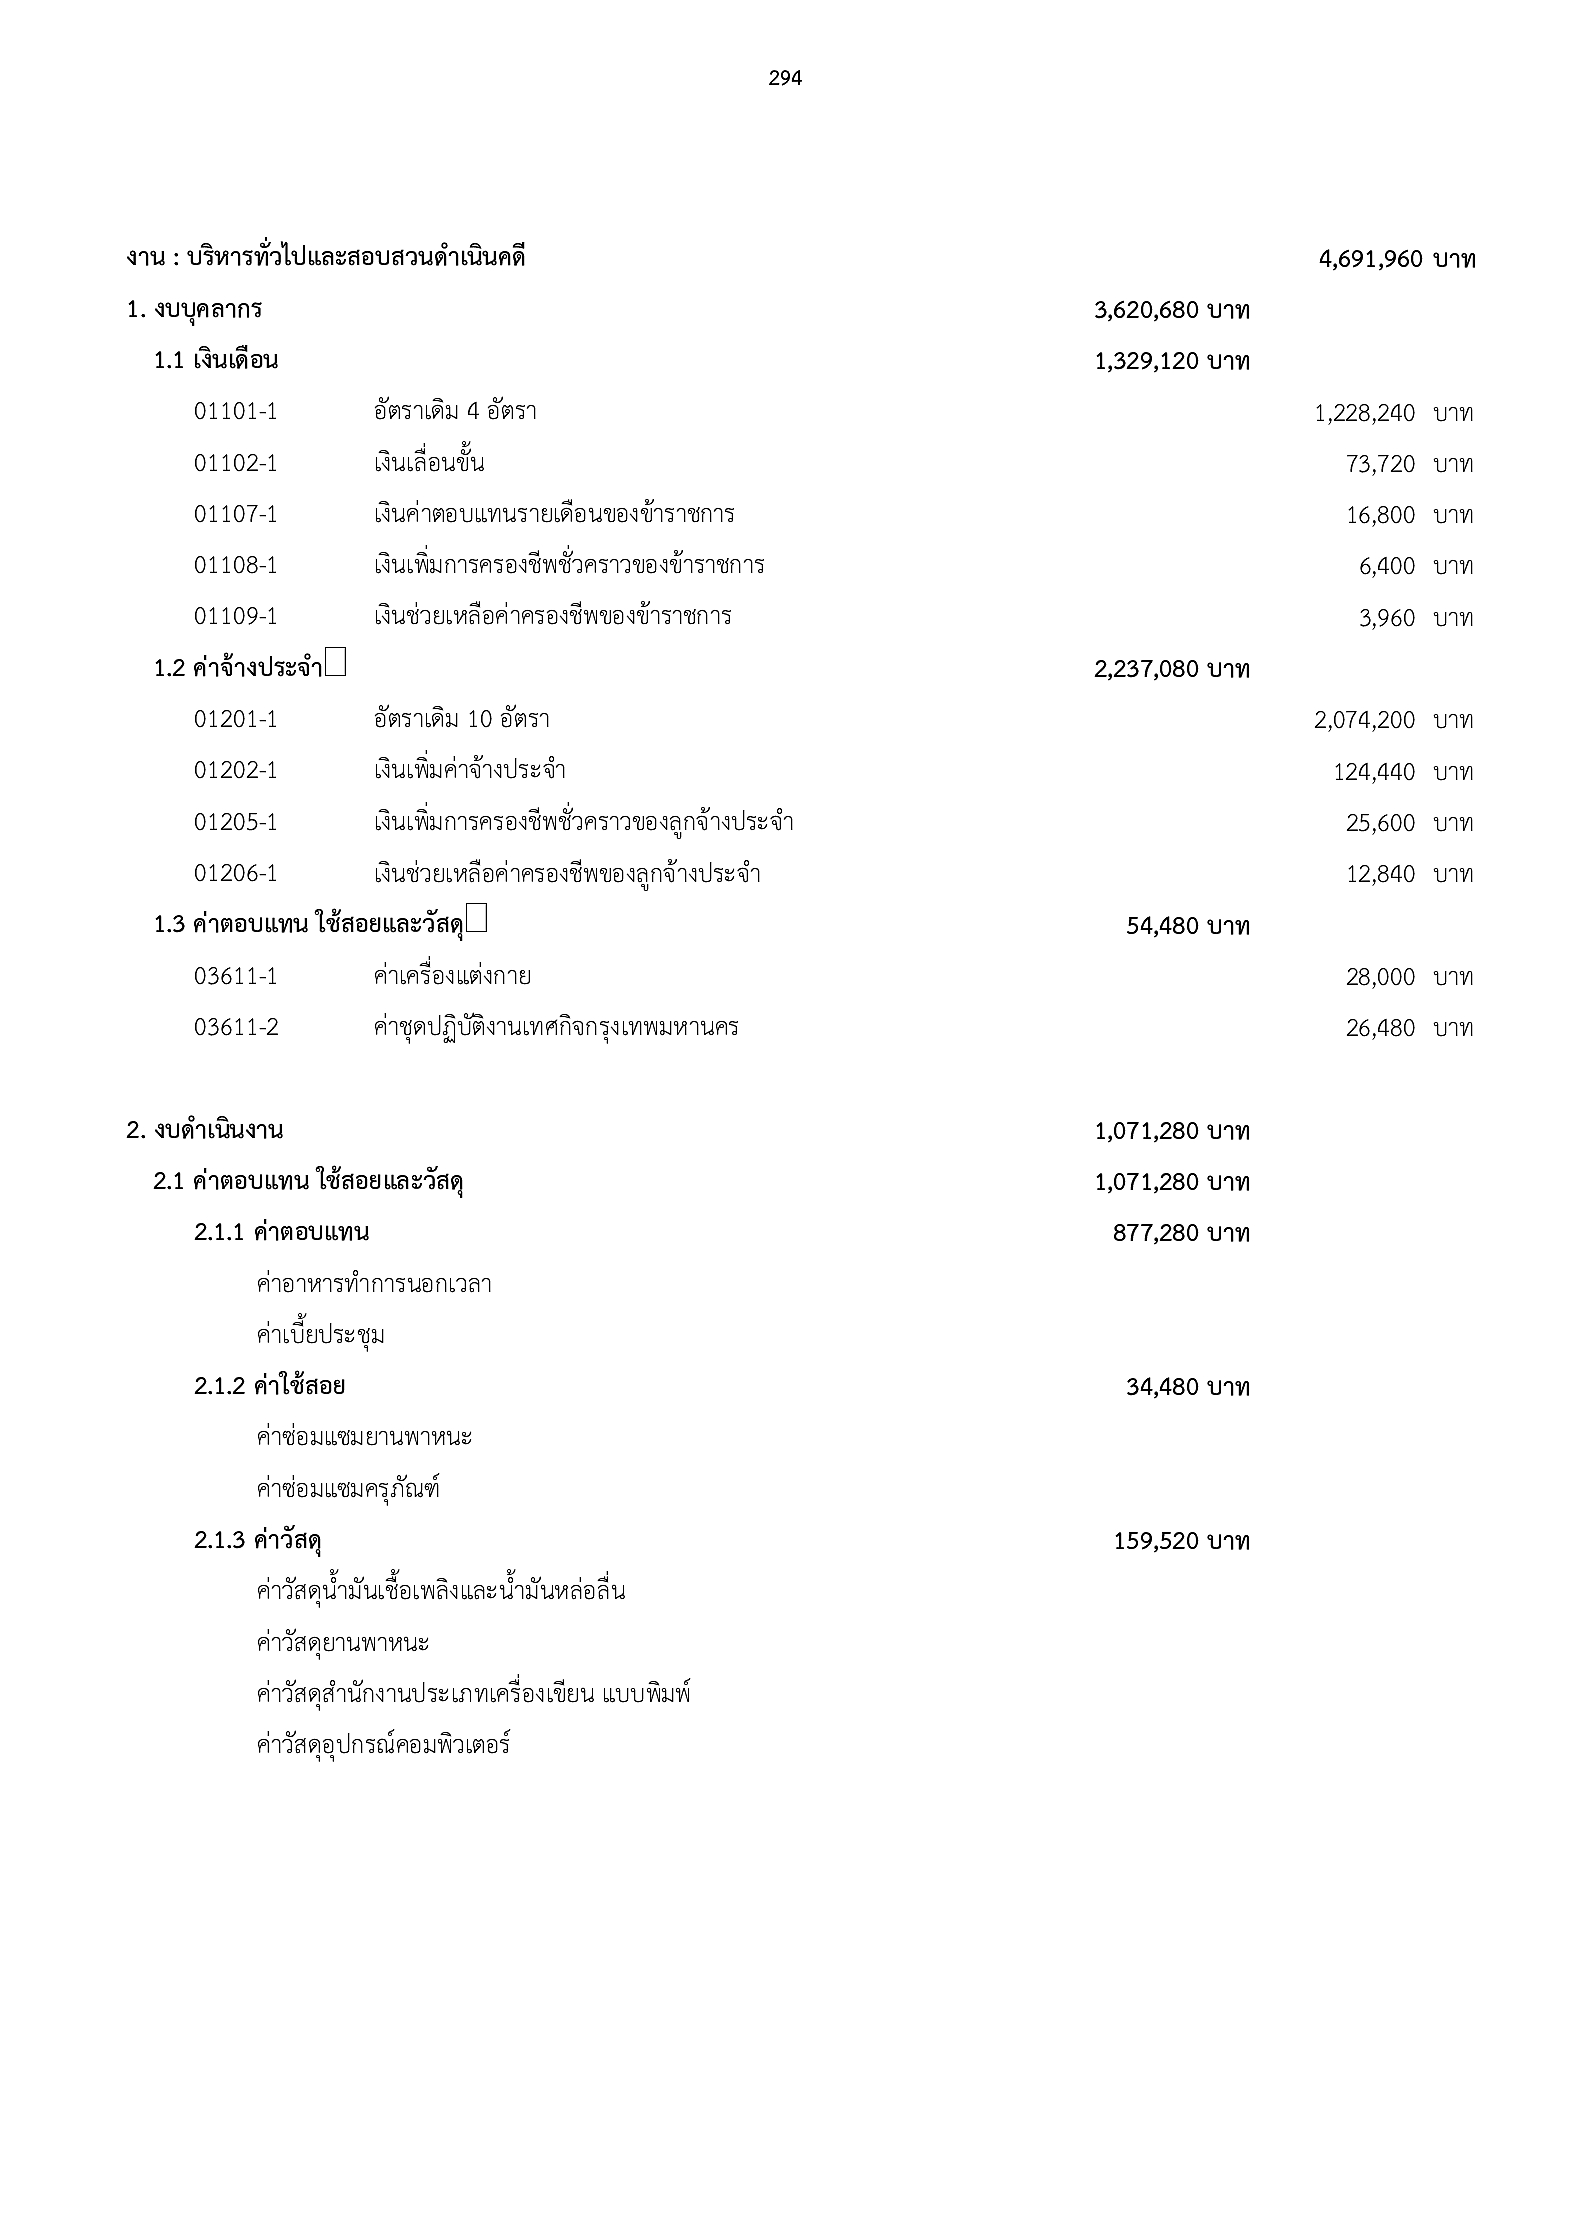 294
งาน : บริหารทั่วไปและสอบสวนดำเนินคดี 4,691,960 บาท
1. งบบุคลากร 3,620,680 บาท
1.1 เงินเดือน 1,329,120 บาท
01101-1 อัตราเดิม 4 อัตรา 1,228,240 บาท
01102-1 เงินเลื่อนขั้น 73,720 บาท
01107-1 เงินค่าตอบแทนรายเดือนของข้าราชการ 16,800 บาท
01108-1 เงินเพิ่มการครองชีพชั่วคราวของข้าราชการ 6,400 บาท
01109-1 เงินช่วยเหลือค่าครองชีพของข้าราชการ 3,960 บาท
1.2 ค่าจ้างประจำ 2,237,080 บาท
01201-1 อัตราเดิม 10 อัตรา 2,074,200 บาท
01202-1 เงินเพิ่มค่าจ้างประจำ 124,440 บาท
01205-1 เงินเพิ่มการครองชีพชั่วคราวของลูกจ้างประจำ 25,600 บาท
01206-1 เงินช่วยเหลือค่าครองชีพของลูกจ้างประจำ 12,840 บาท
1.3 ค่าตอบแทน ใช้สอยและวัสดุ 54,480 บาท
03611-1 ค่าเครื่องแต่งกาย 28,000 บาท
03611-2 ค่าชุดปฏิบัติงานเทศกิจกรุงเทพมหานคร 26,480 บาท
2. งบดำเนินงาน 1,071,280 บาท
2.1 ค่าตอบแทน ใช้สอยและวัสดุ 1,071,280 บาท
2.1.1 ค่าตอบแทน 877,280 บาท
ค่าอาหารทำการนอกเวลา
ค่าเบี้ยประชุม
2.1.2 ค่าใช้สอย 34,480 บาท
ค่าซ่อมแซมยานพาหนะ
ค่าซ่อมแซมครุภัณฑ์
2.1.3 ค่าวัสดุ 159,520 บาท
ค่าวัสดุน้ำมันเชื้อเพลิงและน้ำมันหล่อลื่น
ค่าวัสดุยานพาหนะ
ค่าวัสดุสำนักงานประเภทเครื่องเขียน แบบพิมพ์
ค่าวัสดุอุปกรณ์คอมพิวเตอร์